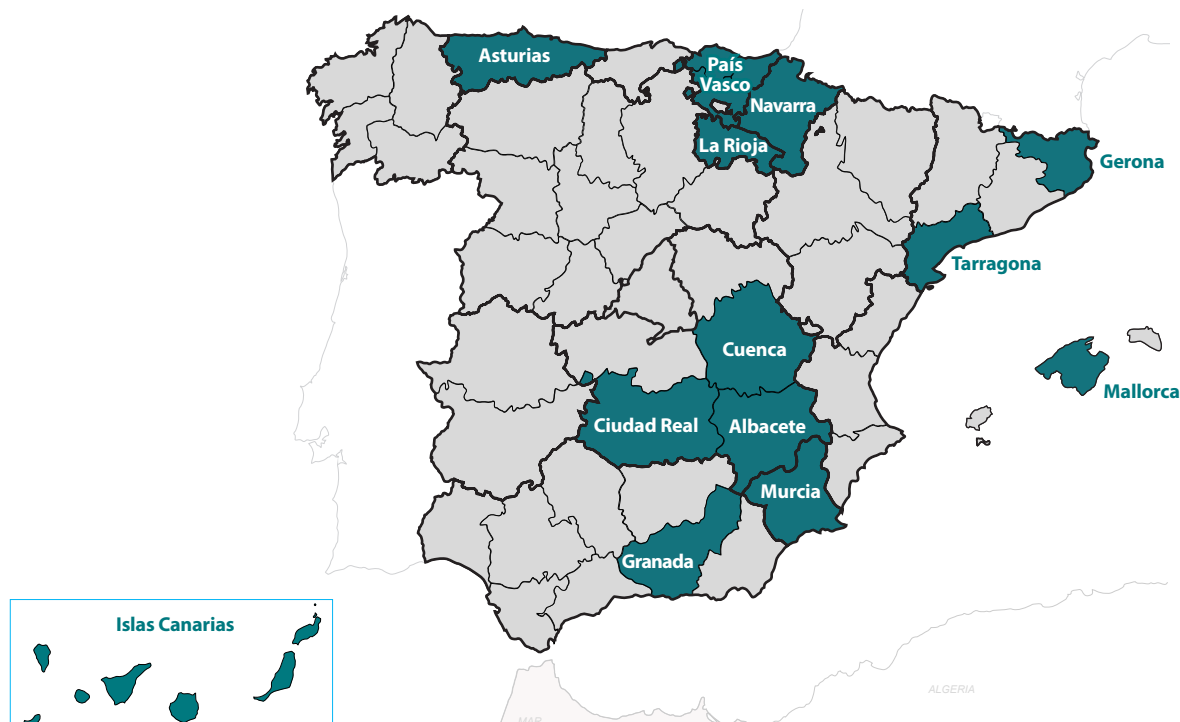 Asturias
País
Vasco
Navarra
La Rioja
Gerona
Tarragona
Cuenca
Mallorca
Ciudad Real
Albacete
Murcia
Granada
Islas Canarias
ALGERIA